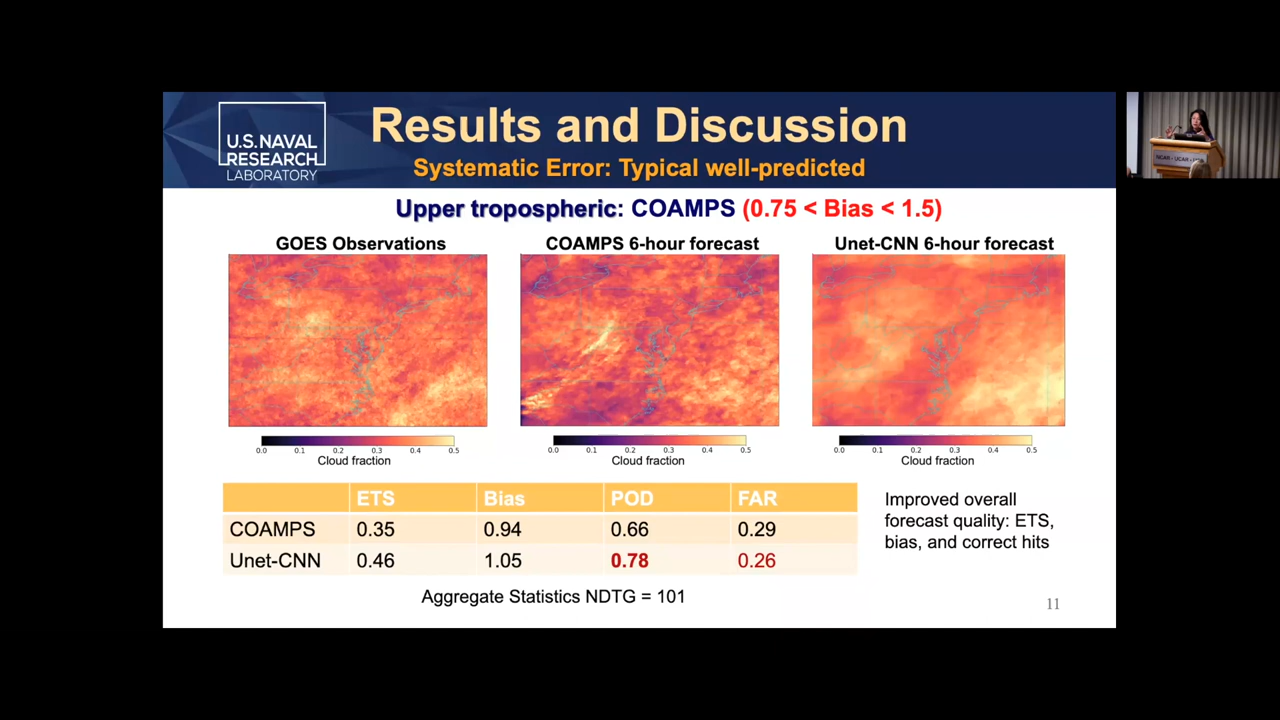 U.S. NAVAL
RESEARCH
LABORATORY
Results and Discussion
Systematic Error: Typical well-predicted
Upper tropospheric: COAMPS (0.75 < Bias < 1.5)
GOES Observations
COAMPS 6-hour forecast
Unet-CNN 6-hour forecast
0.0 0.1 0.2 0.3 0.4 0.5
Cloud fraction
0.0 0.1 0.2 0.3 0.4 0.5
Cloud fraction
0.0 0.1 0.2 0.3 0.4 0.5
Cloud fraction
ETS Bias POD FAR
COAMPS 0.35 0.94 0.66 0.29
Unet-CNN 0.46 1.05 0.78 0.26
Improved overall
forecast quality: ETS,
bias, and correct hits
Aggregate Statistics NDTG = 101
11
NCAR - UCAR -